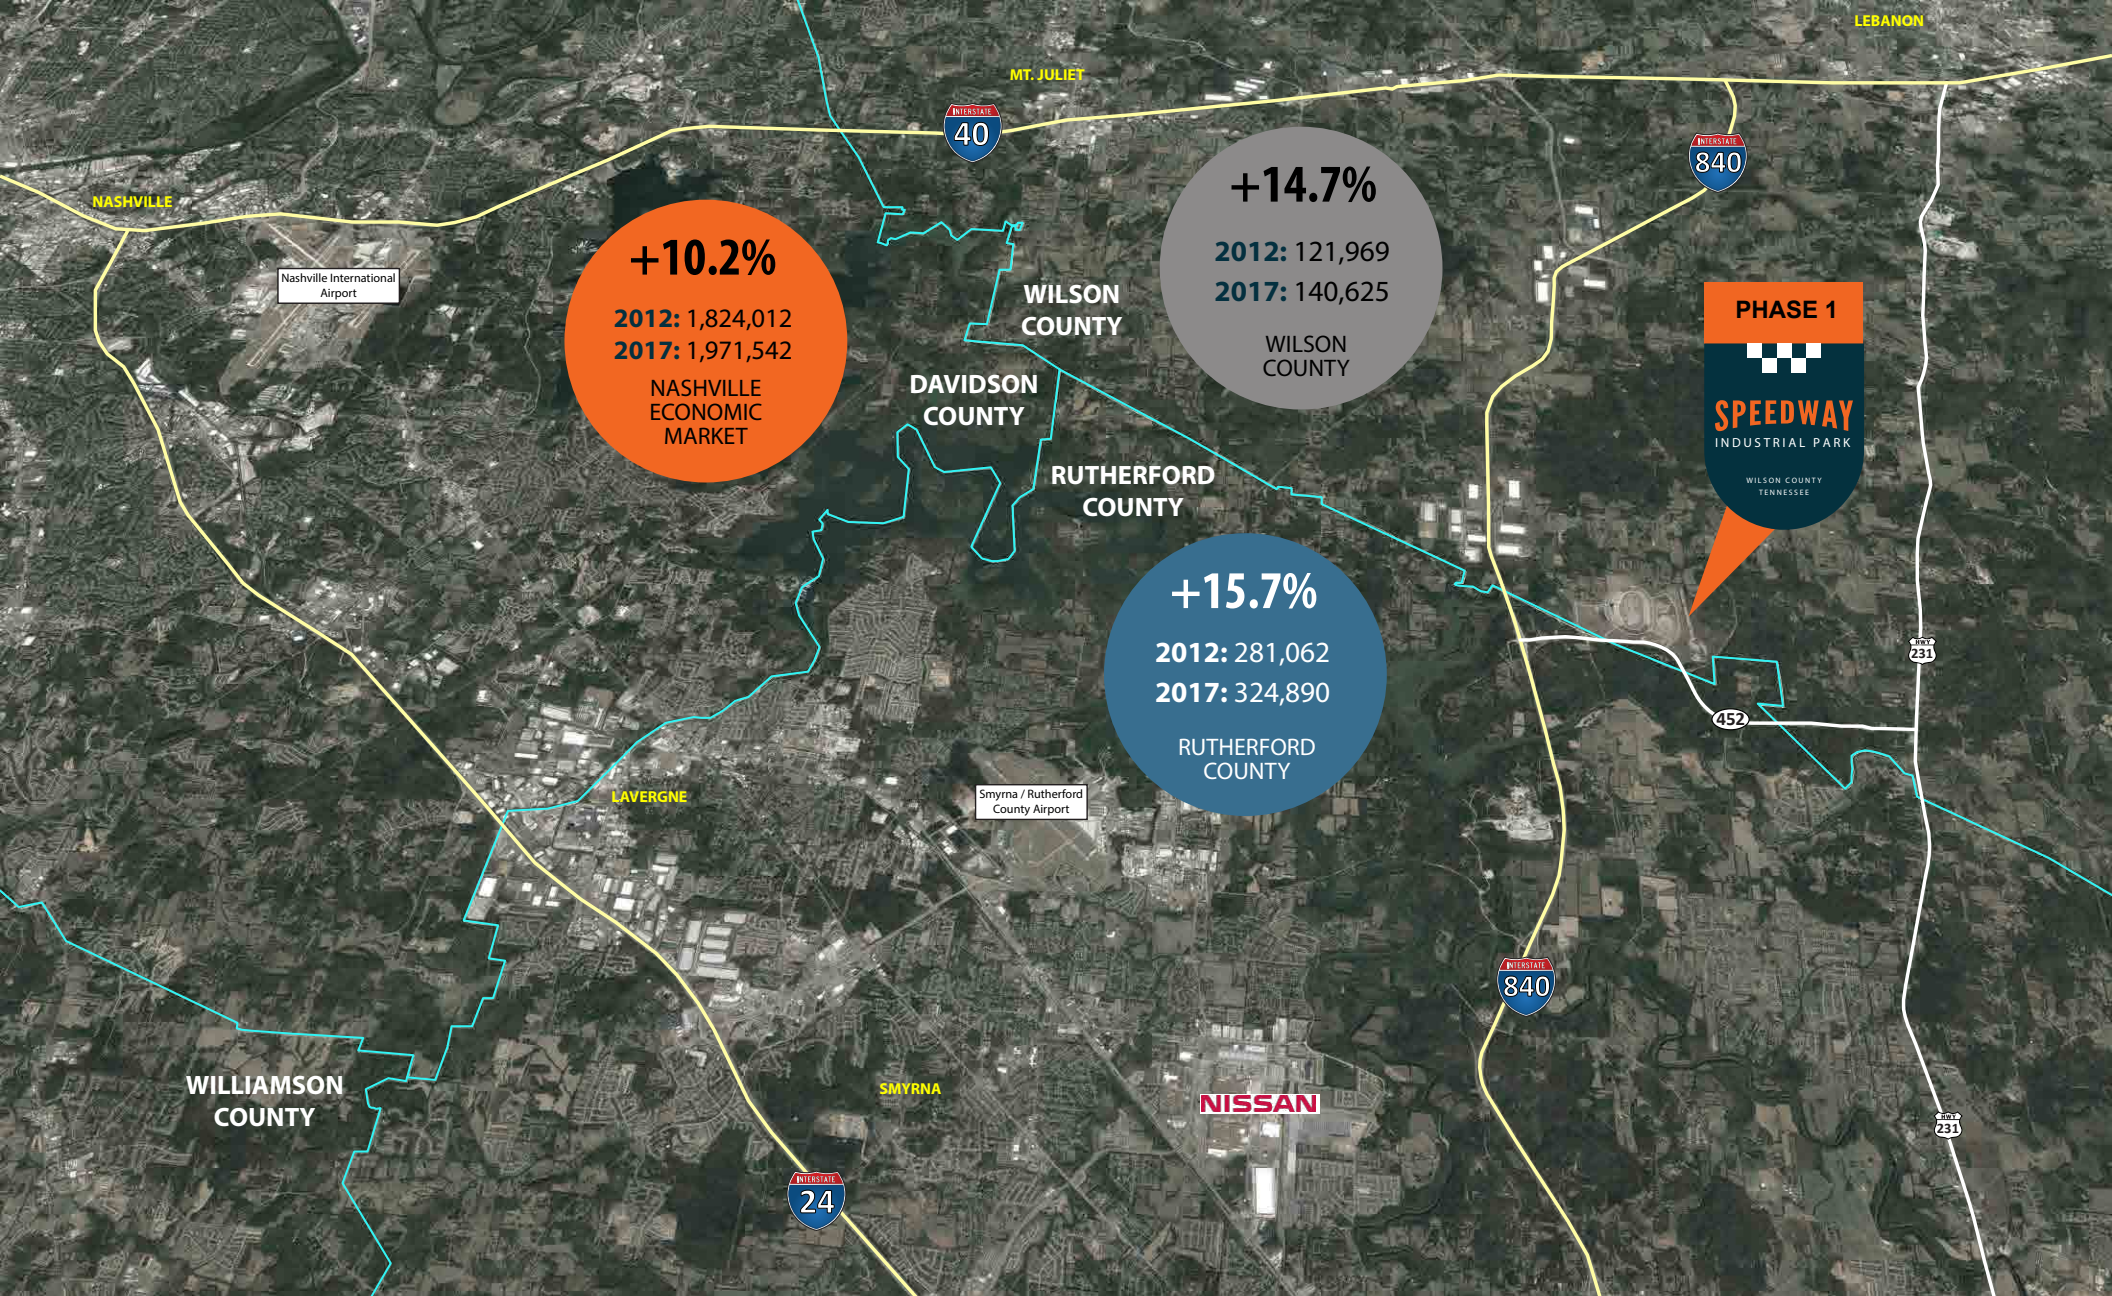 LEBANON
MT. JULIET
INTERSTATE
40
INTERSTATE
840
NASHVILLE
Nashville International
Airport
+10.2%
2012: 1,824,012
2017: 1,971,542
NASHVILLE
ECONOMIC
MARKET
+14.7%
2012: 121,969
2017: 140,625
WILSON
COUNTY
WILSON
COUNTY
DAVIDSON
COUNTY
RUTHERFORD
COUNTY
PHASE 1
SPEEDWAY
INDUSTRIAL PARK
WILSON COUNTY
TENNESSEE
+15.7%
2012: 281,062
2017: 324,890
RUTHERFORD
COUNTY
HWY
231
452
LAVERGNE
Smyrna / Rutherford
County Airport
INTERSTATE
840
WILLIAMSON
COUNTY
SMYRNA
NISSAN
HWY
231
INTERSTATE
24